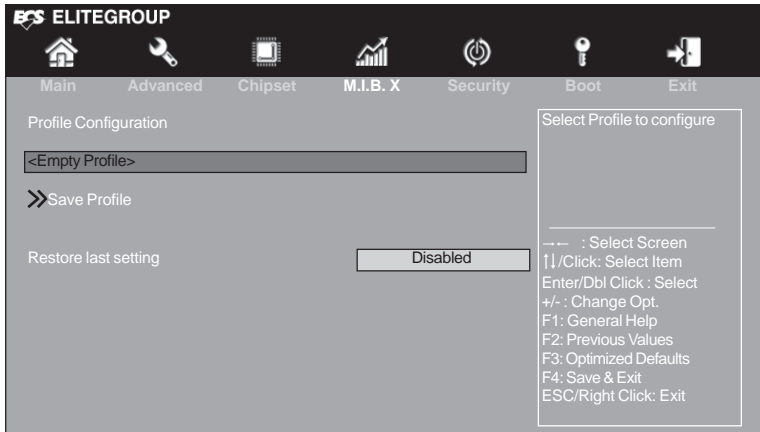 ECS ELITEGROUP
Main Advanced Chipset M.I.B. X Security Boot Exit
Profile Configuration
<Empty Profile>
Save Profile
Restore last setting Disabled
Select Profile to configure
→← : Select Screen
↑↓/Click: Select Item
Enter/Dbl Click : Select
+/- : Change Opt.
F1: General Help
F2: Previous Values
F3: Optimized Defaults
F4: Save & Exit
ESC/Right Click: Exit